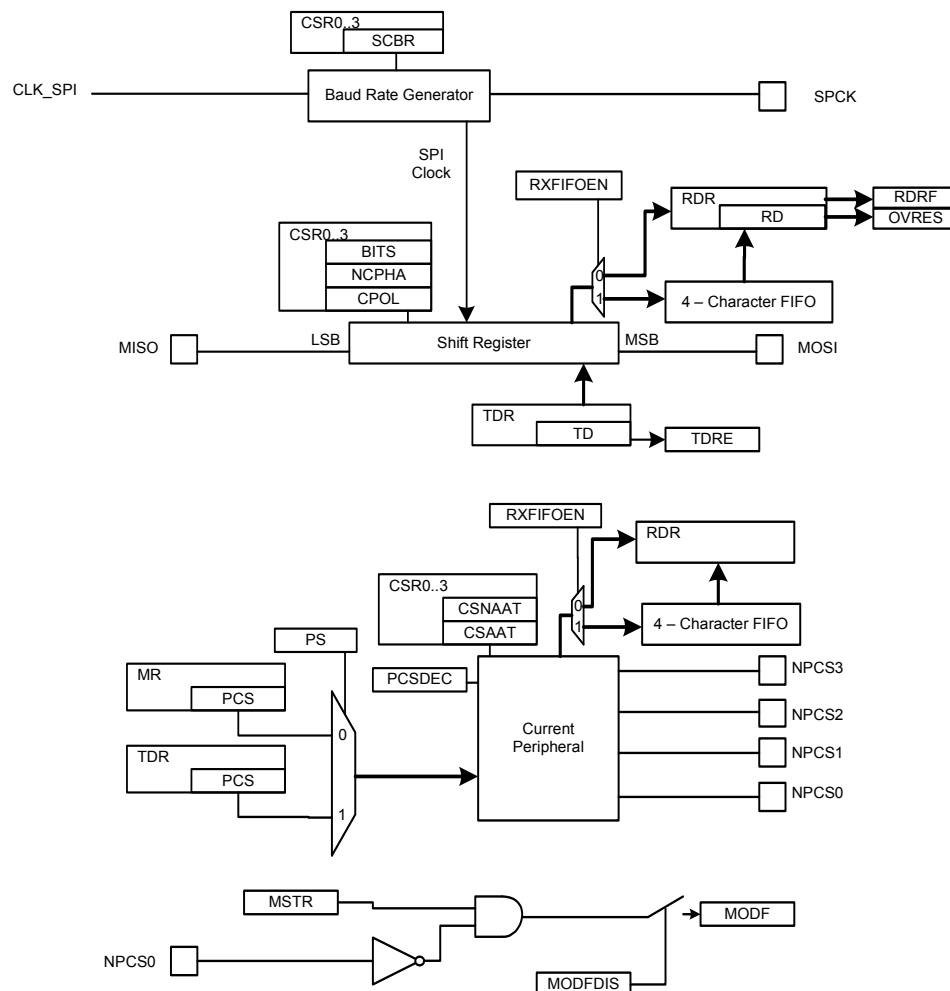 CSR0..3
SCBR
CLK_SPI
Baud Rate Generator
SPCK
SPI
Clock
RXFIFOEN
RDR
RD
RDRF
OVRES
CSR0..3
BITS
NCPHA
CPOL
0
1
4 – Character FIFO
MISO
LSB
Shift Register
MSB
MOSI
TDR
TD
TDRE
RXFIFOEN
RDR
CSR0..3
CSNAAT
CSAAT
0
1
4 – Character FIFO
PS
PCSDEC
MR
PCS
0
TDR
PCS
1
Current
Peripheral
NPCS3
NPCS2
NPCS1
NPCS0
MSTR
MODF
NPCS0
MODFDIS